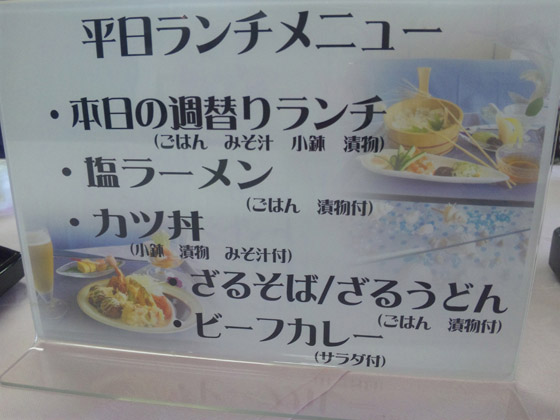 平日ランチメニュー
・本日の週替りランチ
(ごはん みそ汁 小鉢 漬物)
・塩ラーメン
(ごはん 漬物付)
・カツ丼
(小鉢 漬物 みそ汁付)
・ざるそば/ざるうどん
(ごはん 漬物付)
・ビーフカレー
(サラダ付)